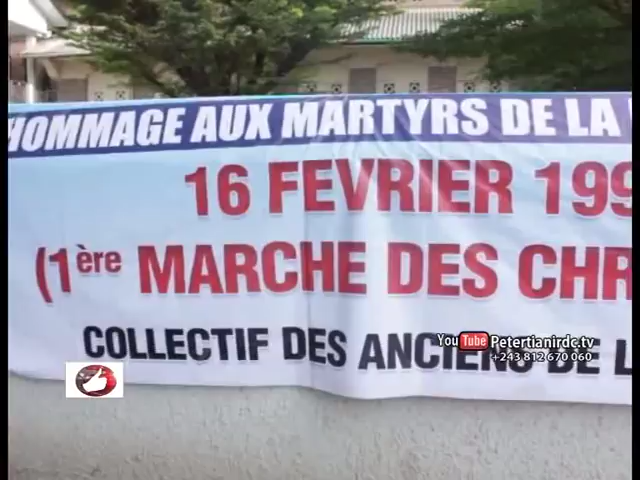 HOMMAGE AUX MARTYRS DE LA
16 FEVRIER 199
(1ère MARCHE DES CHR
COLLECTIF DES ANCIENS DE L
YouTube Petertianirdc.tv
+243 812 670 060